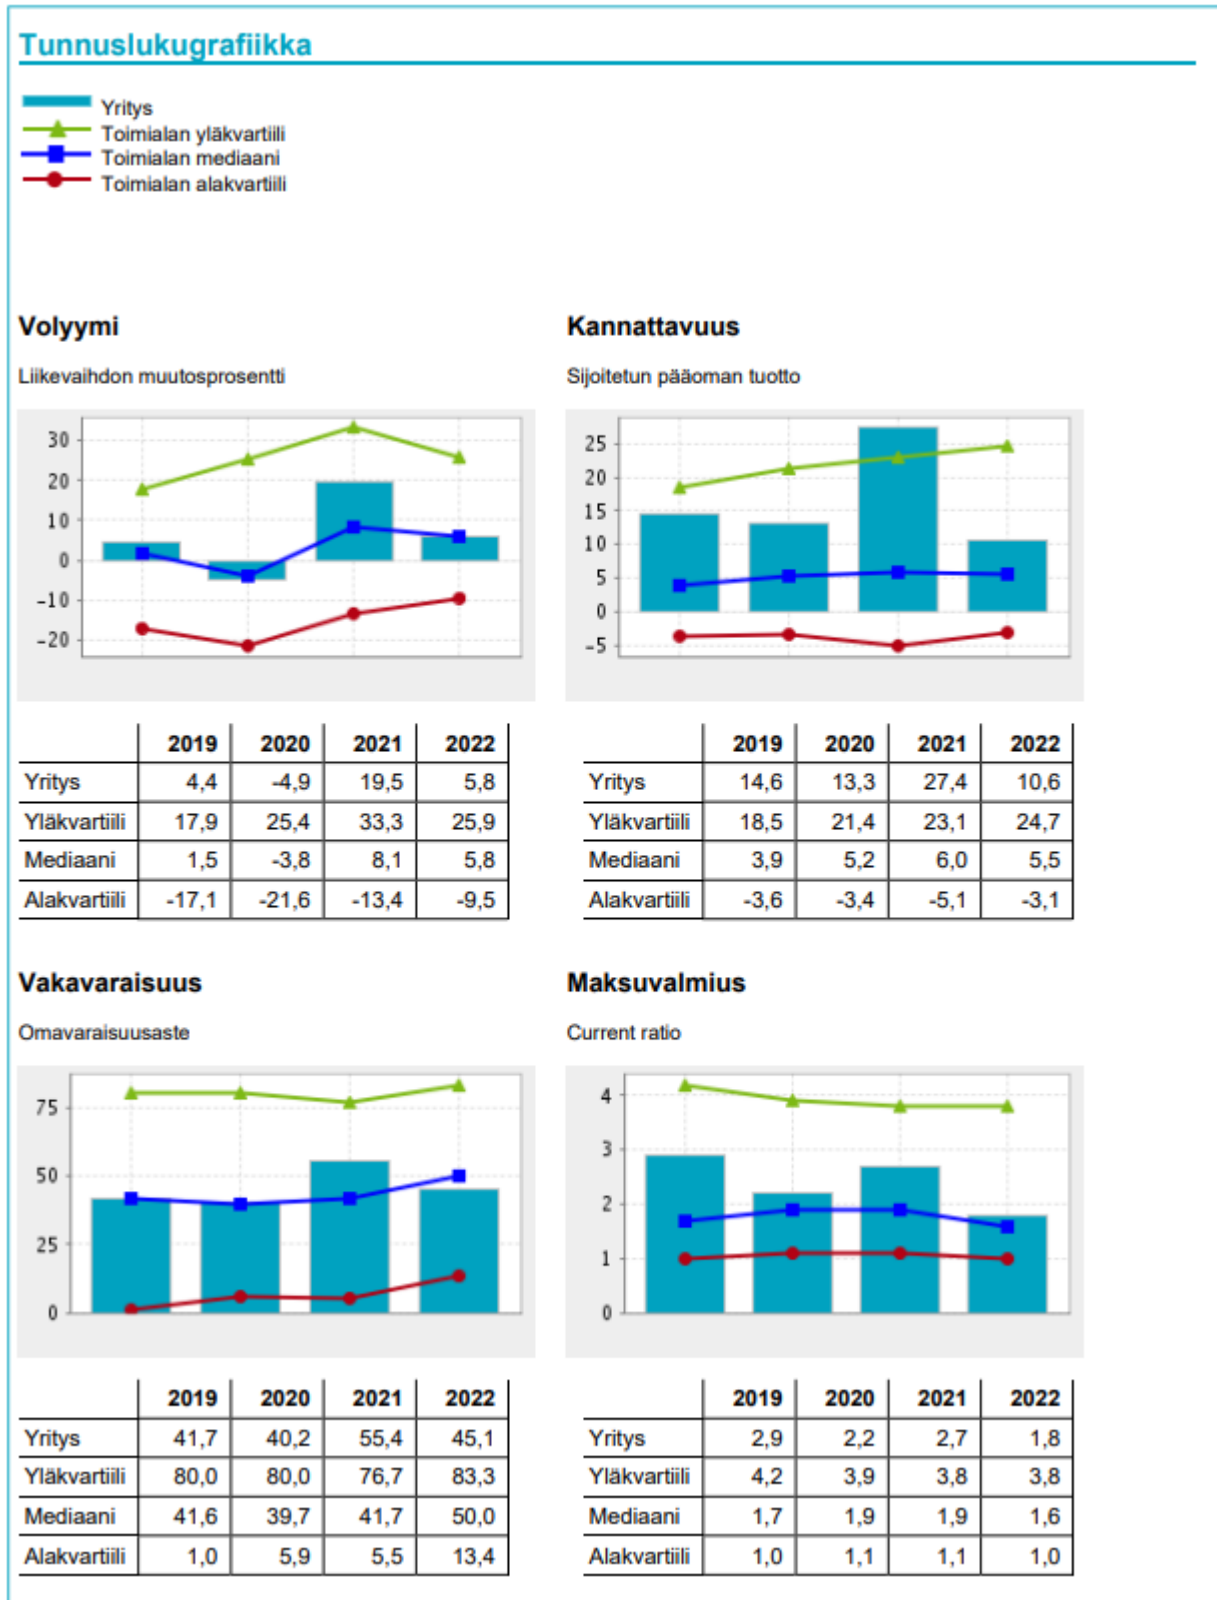 Tunnuslukugrafiikka
Yritys
Toimialan yläkvartiili
Toimialan mediaani
Toimialan alakvartiili
Volyymi
Liikevaihdon muutosprosentti
30
20
10
0
-10
-20
2019 2020 2021 2022
Yritys 4,4 -4,9 19,5 5,8
Yläkvartiili 17,9 25,4 33,3 25,9
Mediaani 1,5 -3,8 8,1 5,8
Alakvartiili -17,1 -21,6 -13,4 -9,5
Kannattavuus
Sijoitetun pääoman tuotto
25
20
15
10
5
0
-5
2019 2020 2021 2022
Yritys 14,6 13,3 27,4 10,6
Yläkvartiili 18,5 21,4 23,1 24,7
Mediaani 3,9 5,2 6,0 5,5
Alakvartiili -3,6 -3,4 -5,1 -3,1
Vakavaraisuus
Omavaraisuusaste
75
50
25
0
2019 2020 2021 2022
Yritys 41,7 40,2 55,4 45,1
Yläkvartiili 80,0 80,0 76,7 83,3
Mediaani 41,6 39,7 41,7 50,0
Alakvartiili 1,0 5,9 5,5 13,4
Maksuvalmius
Current ratio
4
3
2
1
0
2019 2020 2021 2022
Yritys 2,9 2,2 2,7 1,8
Yläkvartiili 4,2 3,9 3,8 3,8
Mediaani 1,7 1,9 1,9 1,6
Alakvartiili 1,0 1,1 1,1 1,0